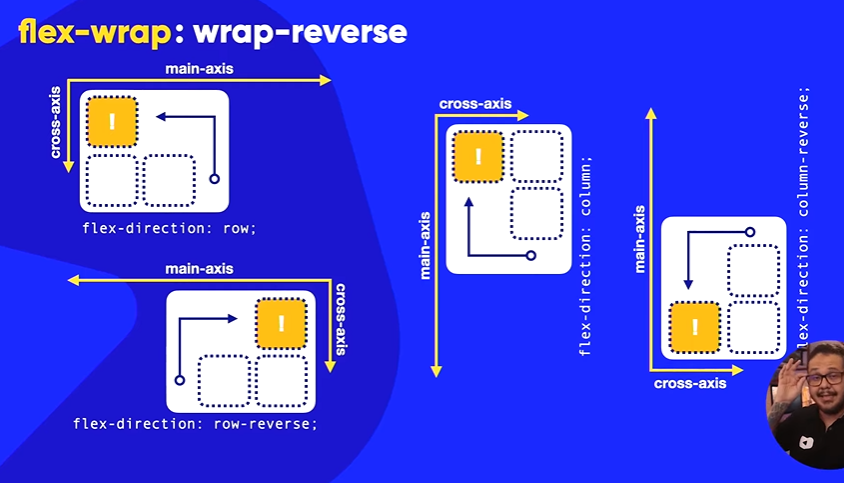 flex-wrap: wrap-reverse
main-axis
cross-axis
!
flex-direction: row;
main-axis
cross-axis
!
flex-direction: row-reverse;
cross-axis
main-axis
!
flex-direction: column;
main-axis
!
cross-axis
lex-direction: column-reverse;